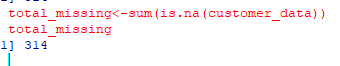 total_missing<-sum(is.na(customer_data))
total_missing
1] 314